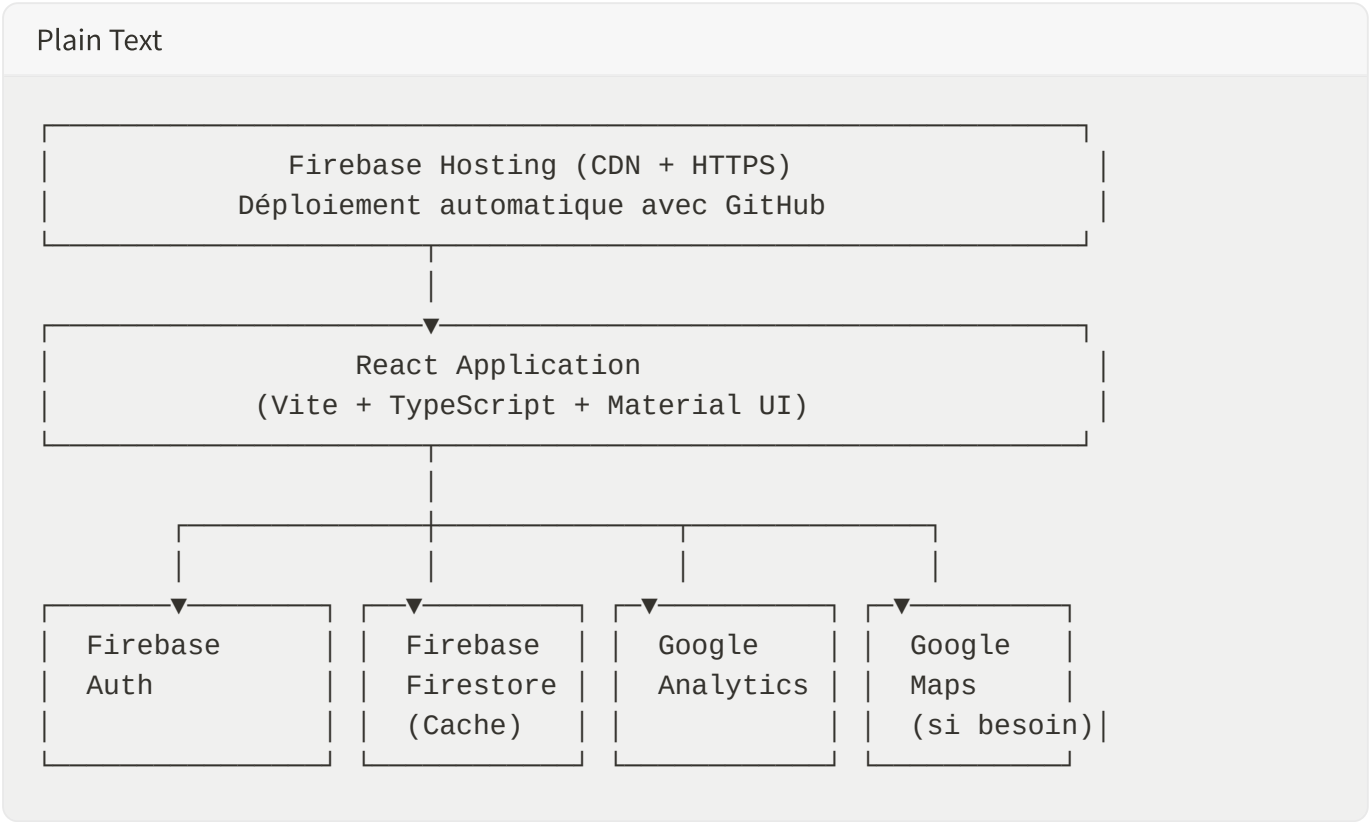 Plain Text
Firebase Hosting (CDN + HTTPS)
Déploiement automatique avec GitHub
React Application
(Vite + TypeScript + Material UI)
Firebase
Auth
Firebase
Firestore
(Cache)
Google
Analytics
Google
Maps
(si besoin)